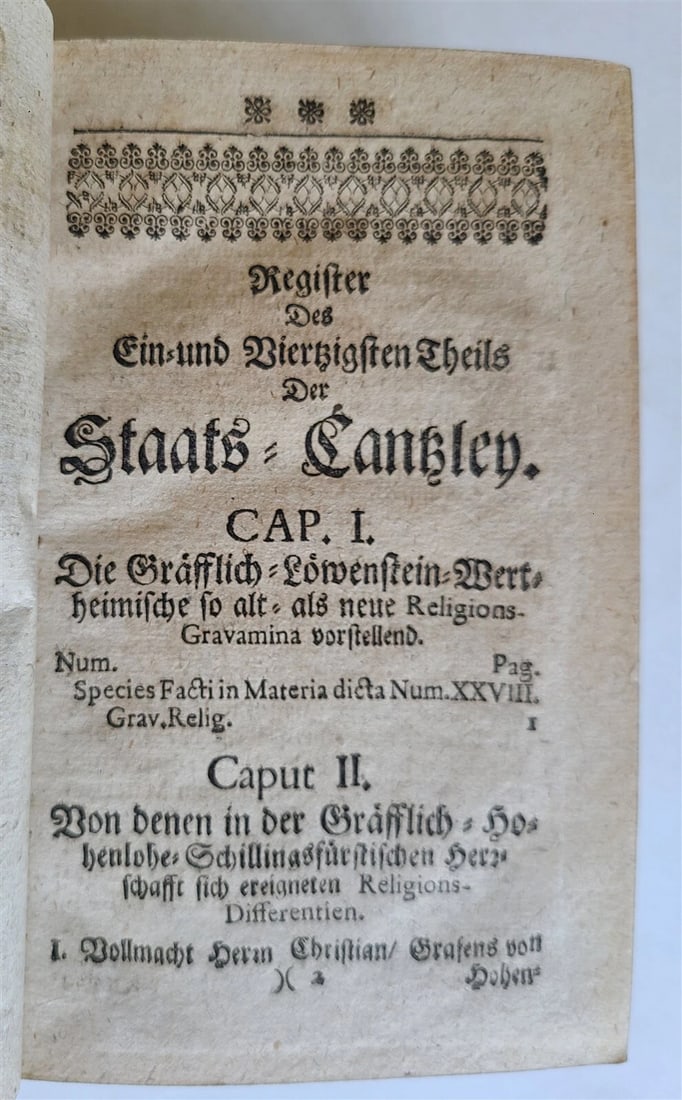 Register
Des
Ein-und Viertzigsten Theils
Der
Staats-Cantzley.
CAP. I.
Die Gräfflich-Löwenstein-Wert-
heimische so alt- als neue Religions-
Gravamina vorstellend.
Num. Pag.
Species Facti in Materia dicta Num.XXVIII.
Grav.Relig. 1
Caput II.
Von denen in der Gräfflich-Ho-
henlohe-Schillingsfürstischen Herr-
schafft sich ereigneten Religions-
Differentien.
I. Vollmacht Herrn Christian/ Grafens von
)( 2 Hohen-